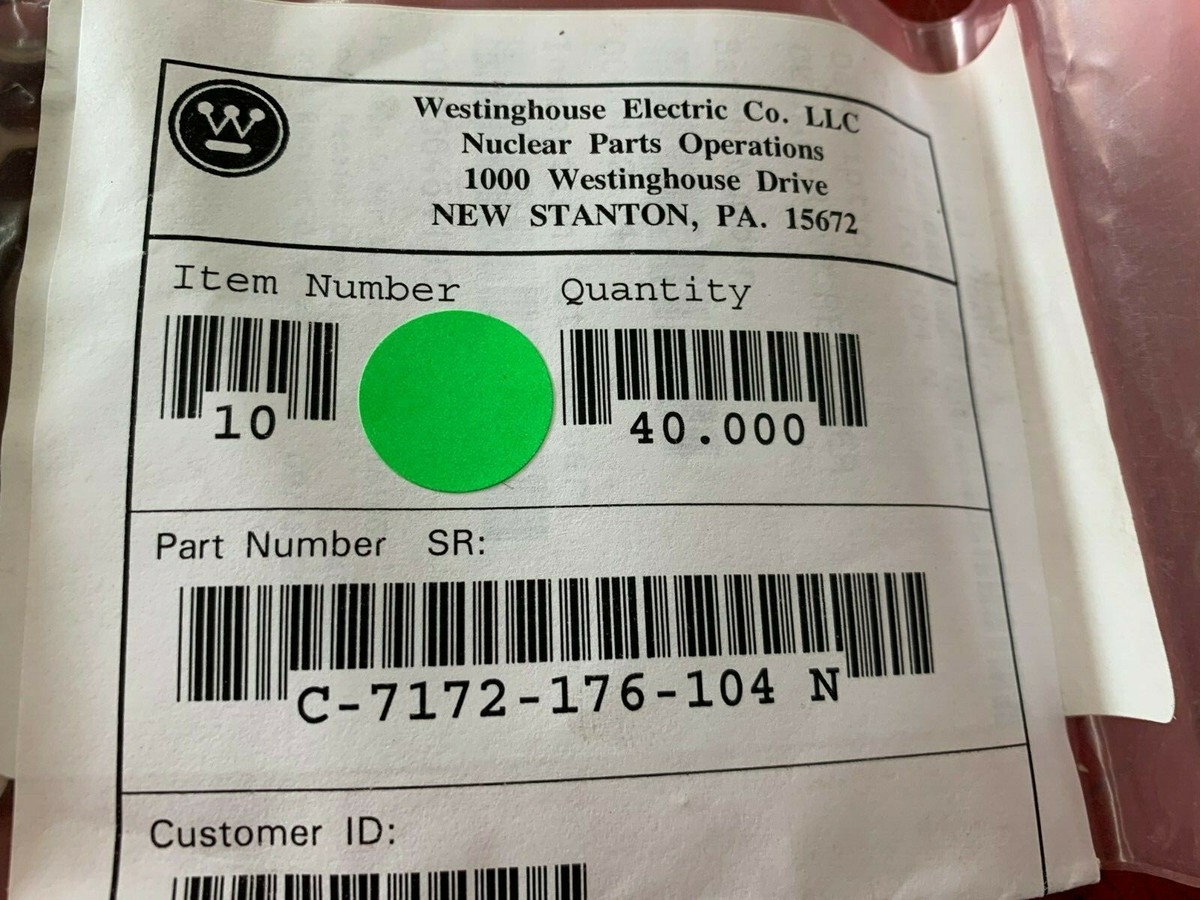 W
Westinghouse Electric Co. LLC
Nuclear Parts Operations
1000 Westinghouse Drive
NEW STANTON, PA. 15672
Item Number Quantity
10 40.000
Part Number SR:
C-7172-176-104 N
Customer ID: